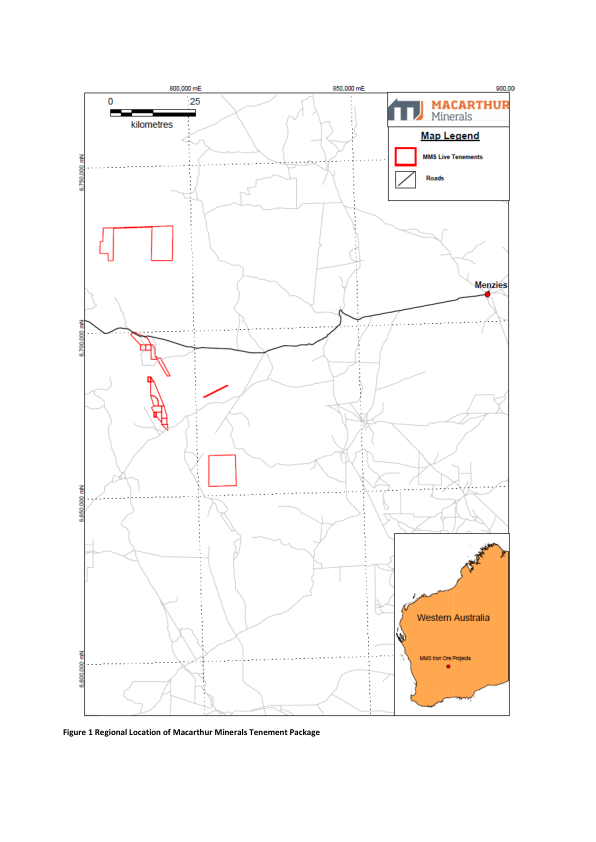 800,000 mE
850,000 mE
900,00
0
25
kilometres
MACARTHUR
Minerals
Map Legend
MMS Live Tenements
Roads
6,750,000 mN
Menzies
6,700,000 mN
6,650,000 mN
Western Australia
MMS Iron Ore Projects
6,600,000 mN
Figure 1 Regional Location of Macarthur Minerals Tenement Package